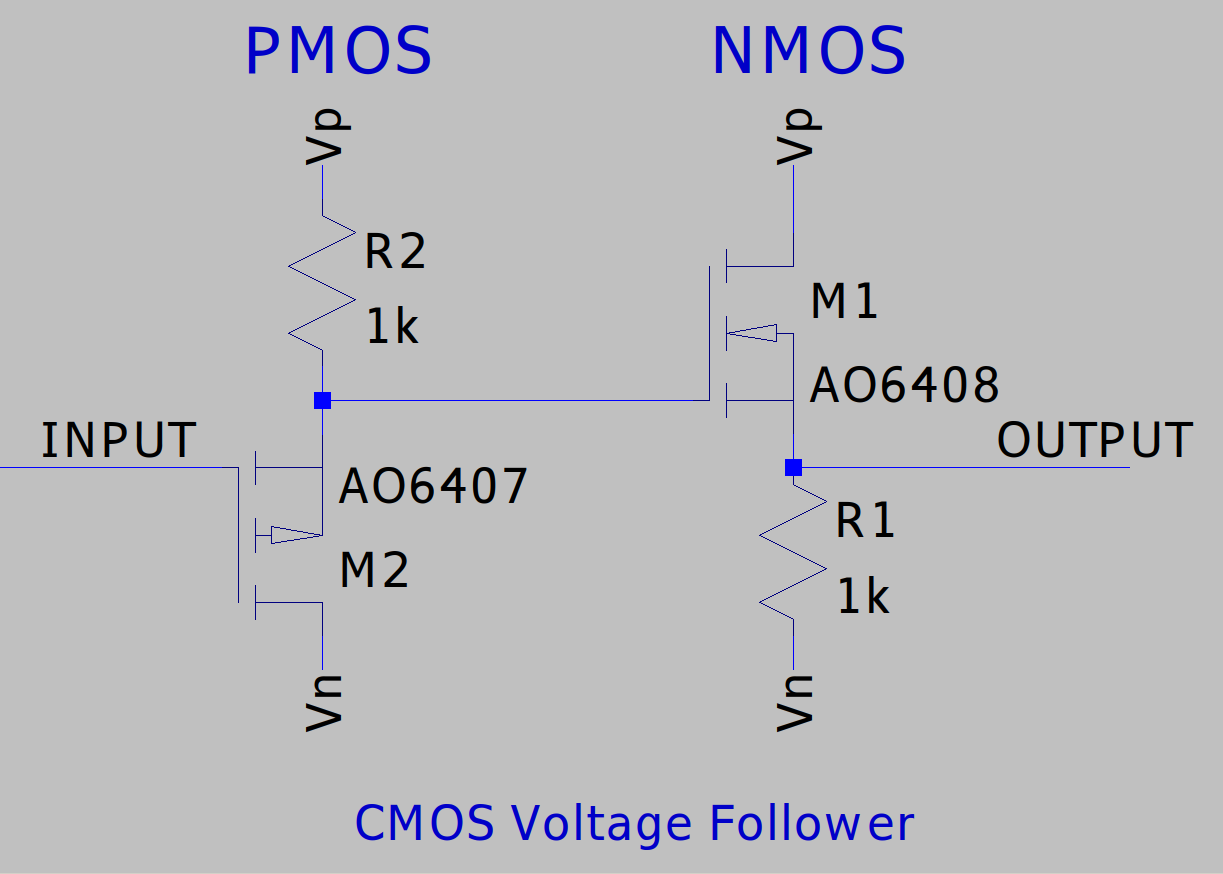 PMOS
NMOS
Vp
Vp
R2
1k
M1
AO6408
INPUT
AO6407
M2
OUTPUT
R1
1k
Vn
Vn
CMOS Voltage Follower